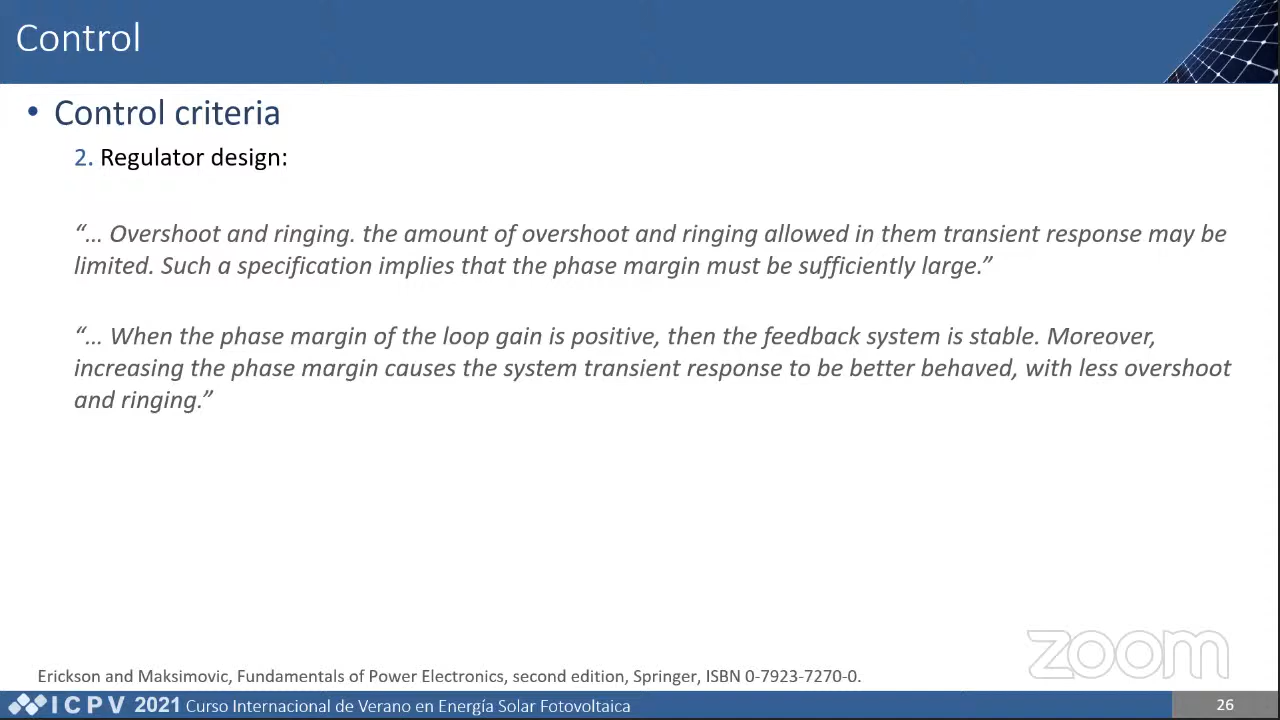 Control
• Control criteria
2. Regulator design:
“… Overshoot and ringing. the amount of overshoot and ringing allowed in them transient response may be
limited. Such a specification implies that the phase margin must be sufficiently large.”
“… When the phase margin of the loop gain is positive, then the feedback system is stable. Moreover,
increasing the phase margin causes the system transient response to be better behaved, with less overshoot
and ringing.”
zoom
Erickson and Maksimovic, Fundamentals of Power Electronics, second edition, Springer, ISBN 0-7923-7270-0.
ICPV 2021 Curso Internacional de Verano en Energía Solar Fotovoltaica
26